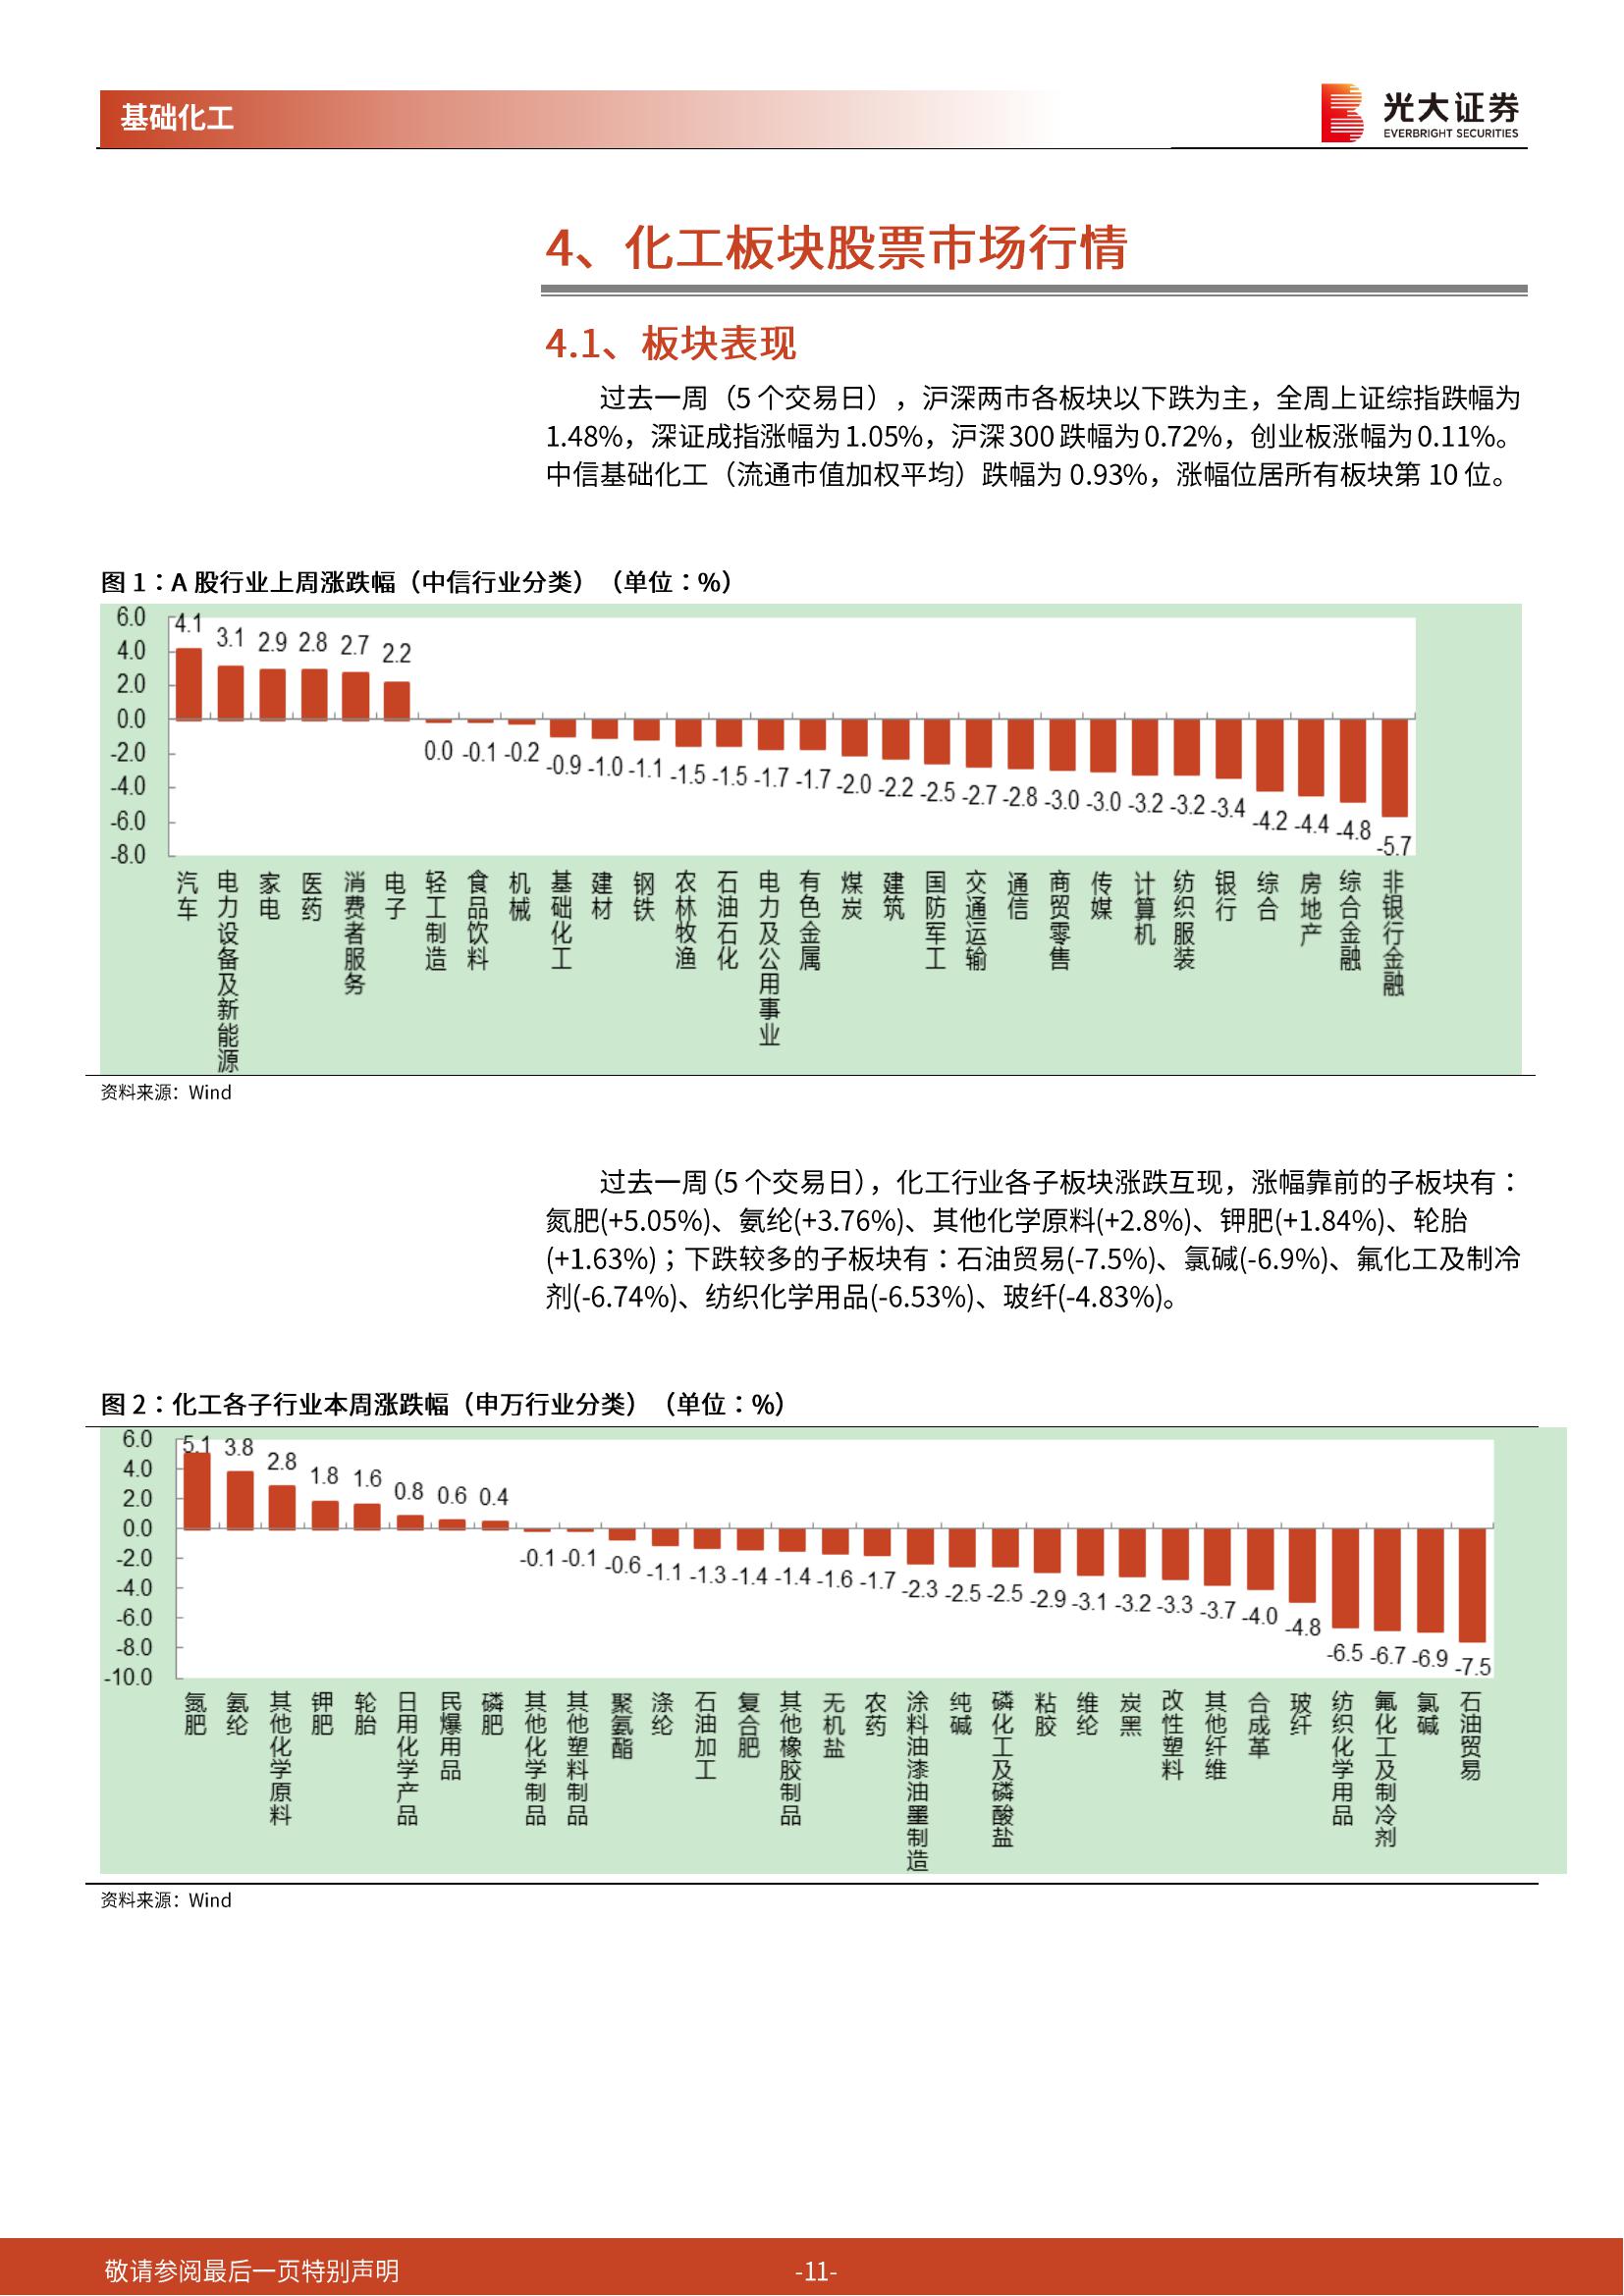 基础化工
光大证券
EVERBRIGHT SECURITIES
4、化工板块股票市场行情
4.1、板块表现
过去一周（5 个交易日），沪深两市各板块以下跌为主，全周上证综指跌幅为
1.48%，深证成指涨幅为 1.05%，沪深 300 跌幅为 0.72%，创业板涨幅为 0.11%。
中信基础化工（流通市值加权平均）跌幅为 0.93%，涨幅位居所有板块第 10 位。
图 1：A 股行业上周涨跌幅（中信行业分类）（单位：%）
6.0
4.0
2.0
0.0
-2.0
-4.0
-6.0
-8.0
4.1 3.1 2.9 2.8 2.7 2.2 0.0 -0.1 -0.2 -0.9 -1.0 -1.1 -1.5 -1.5 -1.7 -1.7 -2.0 -2.2 -2.5 -2.7 -2.8 -3.0 -3.0 -3.2 -3.2 -3.4 -4.2 -4.4 -4.8 -5.7
汽车
电力设备及新能源
家电
医药
消费者服务
电子
轻工制造
食品饮料
机械
基础化工
建材
钢铁
农林牧渔
石油石化
电力及公用事业
有色金属
煤炭
建筑
国防军工
交通运输
通信
商贸零售
传媒
计算机
纺织服装
银行
综合
房地产
综合金融
非银行金融
资料来源：Wind
过去一周（5 个交易日），化工行业各子板块涨跌互现，涨幅靠前的子板块有：
氮肥(+5.05%)、氨纶(+3.76%)、其他化学原料(+2.8%)、钾肥(+1.84%)、轮胎
(+1.63%)；下跌较多的子板块有：石油贸易(-7.5%)、氯碱(-6.9%)、氟化工及制冷
剂(-6.74%)、纺织化学用品(-6.53%)、玻纤(-4.83%)。
图 2：化工各子行业本周涨跌幅（申万行业分类）（单位：%）
6.0
4.0
2.0
0.0
-2.0
-4.0
-6.0
-8.0
-10.0
5.1 3.8 2.8 1.8 1.6 0.8 0.6 0.4 -0.1 -0.1 -0.6 -1.1 -1.3 -1.4 -1.4 -1.6 -1.7 -2.3 -2.5 -2.5 -2.9 -3.1 -3.2 -3.3 -3.7 -4.0 -4.8 -6.5 -6.7 -6.9 -7.5
氮肥
氨纶
其他化学原料
钾肥
轮胎
日用化学产品
民爆用品
磷肥
其他化学制品
其他塑料制品
聚氨酯
涤纶
石油加工
复合肥
其他橡胶制品
无机盐
农药
涂料油漆油墨制造
纯碱
磷化工及磷酸盐
粘胶
维纶
炭黑
改性塑料
其他纤维
合成革
玻纤
纺织化学用品
氟化工及制冷剂
氯碱
石油贸易
资料来源：Wind
敬请参阅最后一页特别声明
-11-